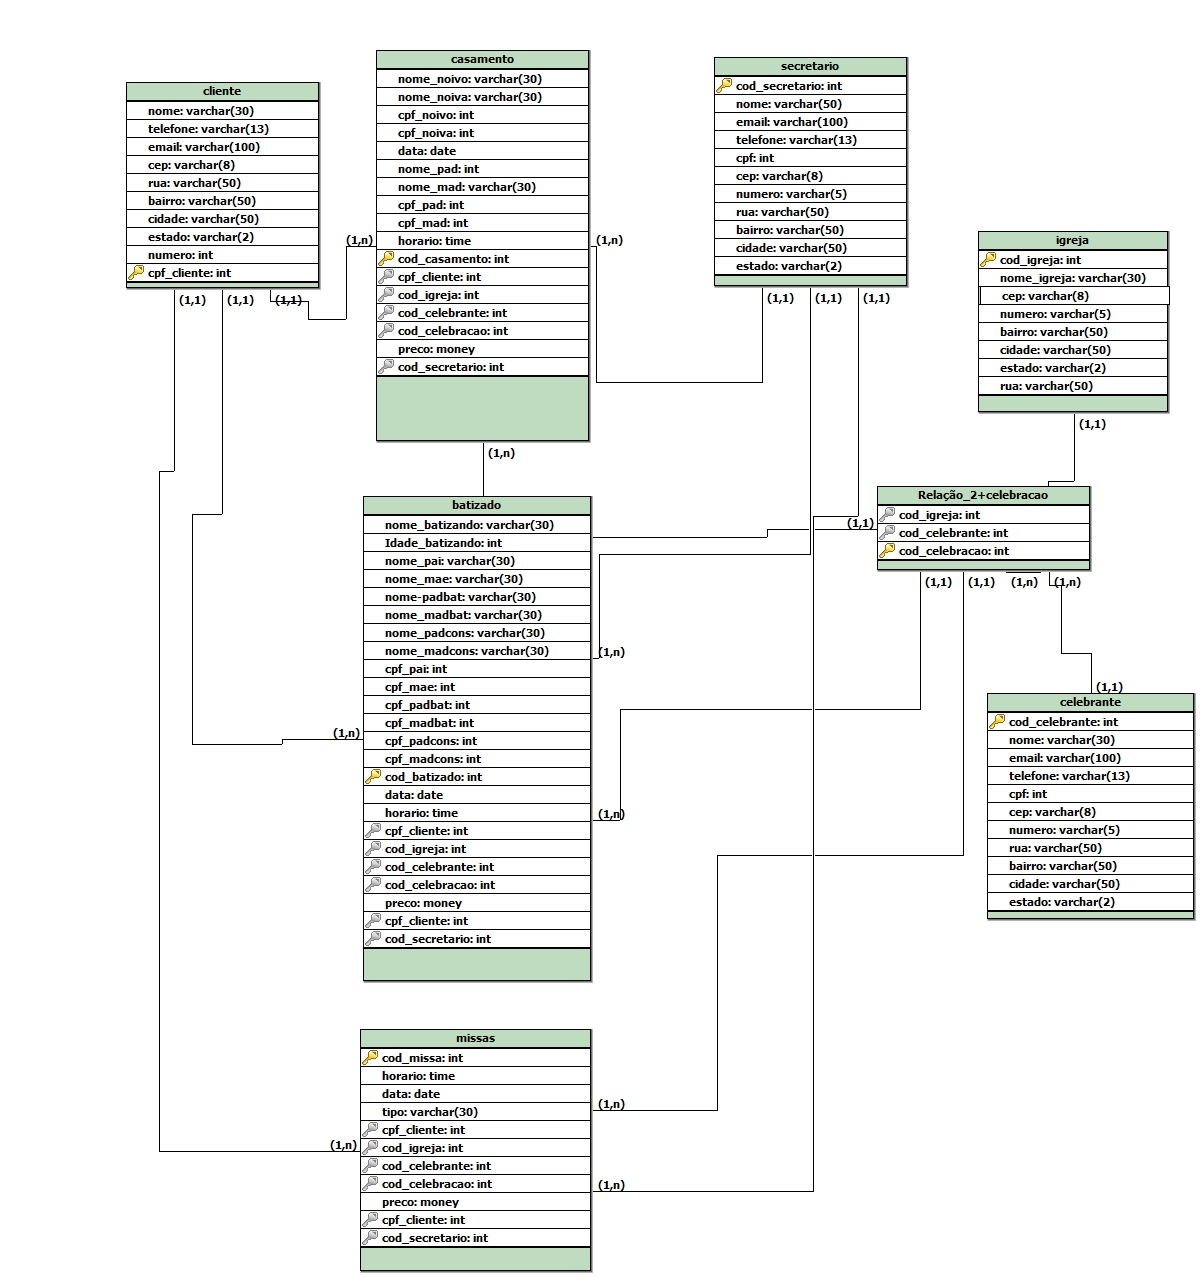 cliente
nome: varchar(30)
telefone: varchar(13)
email: varchar(100)
cep: varchar(8)
rua: varchar(50)
bairro: varchar(50)
cidade: varchar(50)
estado: varchar(2)
numero: int
cpf_cliente: int
(1,1)
(1,1)
(1,1)
casamento
nome_noivo: varchar(30)
nome_noiva: varchar(30)
cpf_noivo: int
cpf_noiva: int
data: date
nome_pad: int
nome_mad: varchar(30)
cpf_pad: int
cpf_mad: int
horario: time
cod_casamento: int
cpf_cliente: int
cod_igreja: int
cod_celebrante: int
cod_celebracao: int
preco: money
cod_secretario: int
(1,n)
(1,n)
(1,n)
secretario
cod_secretario: int
nome: varchar(50)
email: varchar(100)
telefone: varchar(13)
cpf: int
cep: varchar(8)
numero: varchar(5)
rua: varchar(50)
bairro: varchar(50)
cidade: varchar(50)
estado: varchar(2)
(1,1)
(1,1)
(1,1)
igreja
cod_igreja: int
nome_igreja: varchar(30)
cep: varchar(8)
numero: varchar(5)
bairro: varchar(50)
cidade: varchar(50)
estado: varchar(2)
rua: varchar(50)
(1,1)
Relação_2+celebracao
cod_igreja: int
cod_celebrante: int
cod_celebracao: int
(1,1)
(1,1)
(1,1)
(1,n)
(1,n)
batizado
nome_batizando: varchar(30)
Idade_batizando: int
nome_pai: varchar(30)
nome_mae: varchar(30)
nome-padbat: varchar(30)
nome_madbat: varchar(30)
nome_padcons: varchar(30)
nome_madcons: varchar(30)
cpf_pai: int
cpf_mae: int
cpf_padbat: int
cpf_madbat: int
cpf_padcons: int
cpf_madcons: int
cod_batizado: int
data: date
horario: time
cpf_cliente: int
cod_igreja: int
cod_celebrante: int
cod_celebracao: int
preco: money
cpf_cliente: int
cod_secretario: int
(1,n)
(1,n)
(1,n)
(1,1)
celebrante
cod_celebrante: int
nome: varchar(30)
email: varchar(100)
telefone: varchar(13)
cpf: int
cep: varchar(8)
numero: varchar(5)
rua: varchar(50)
bairro: varchar(50)
cidade: varchar(50)
estado: varchar(2)
missas
cod_missa: int
horario: time
data: date
tipo: varchar(30)
cpf_cliente: int
cod_igreja: int
cod_celebrante: int
cod_celebracao: int
preco: money
cpf_cliente: int
cod_secretario: int
(1,n)
(1,n)
(1,n)